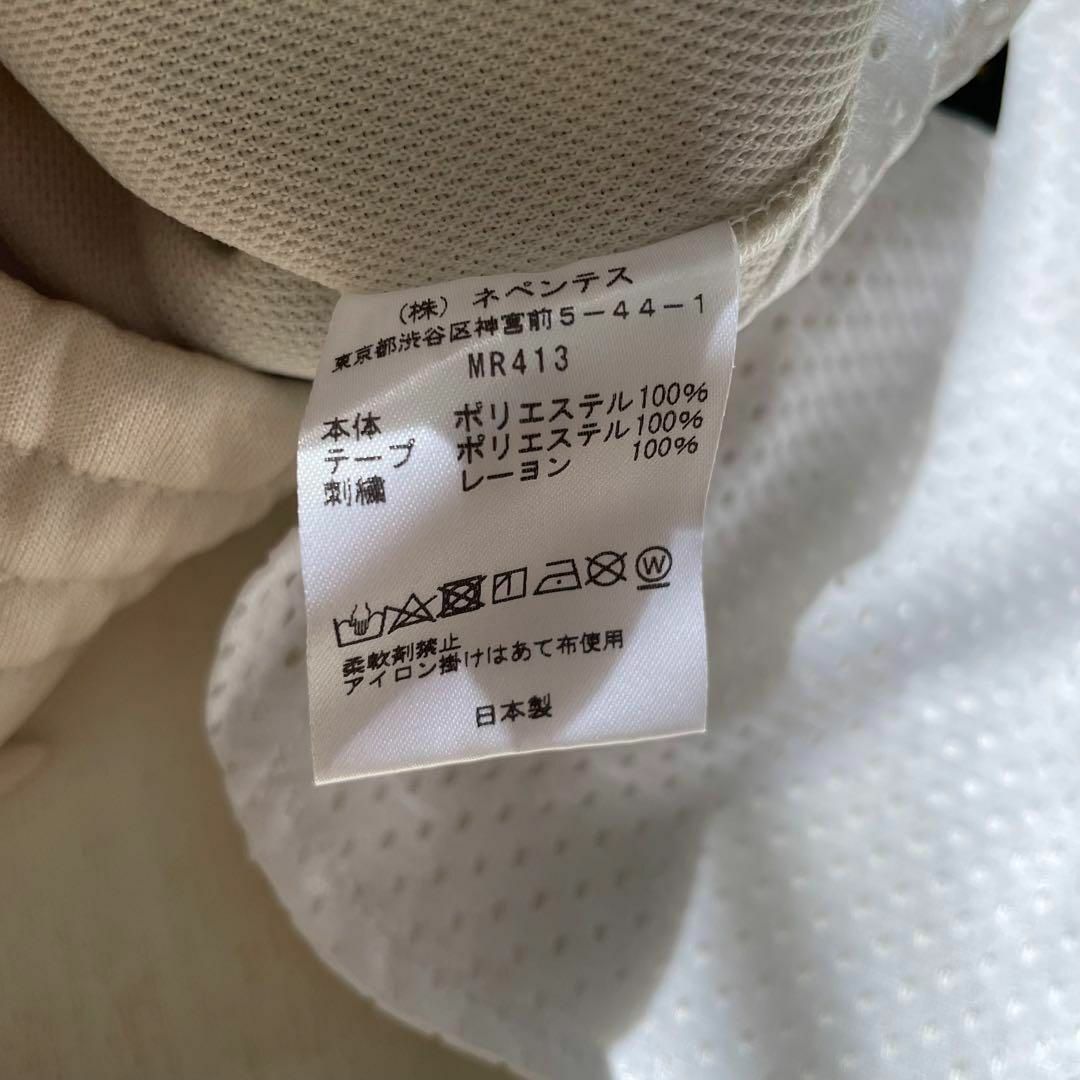 （株）ネペンテス
東京都渋谷区神宮前5－44－1
MR413
本体 ポリエステル100%
テープ ポリエステル100%
刺繍 レーヨン 100%
W
柔軟剤禁止
アイロン掛けはあて布使用
日本製